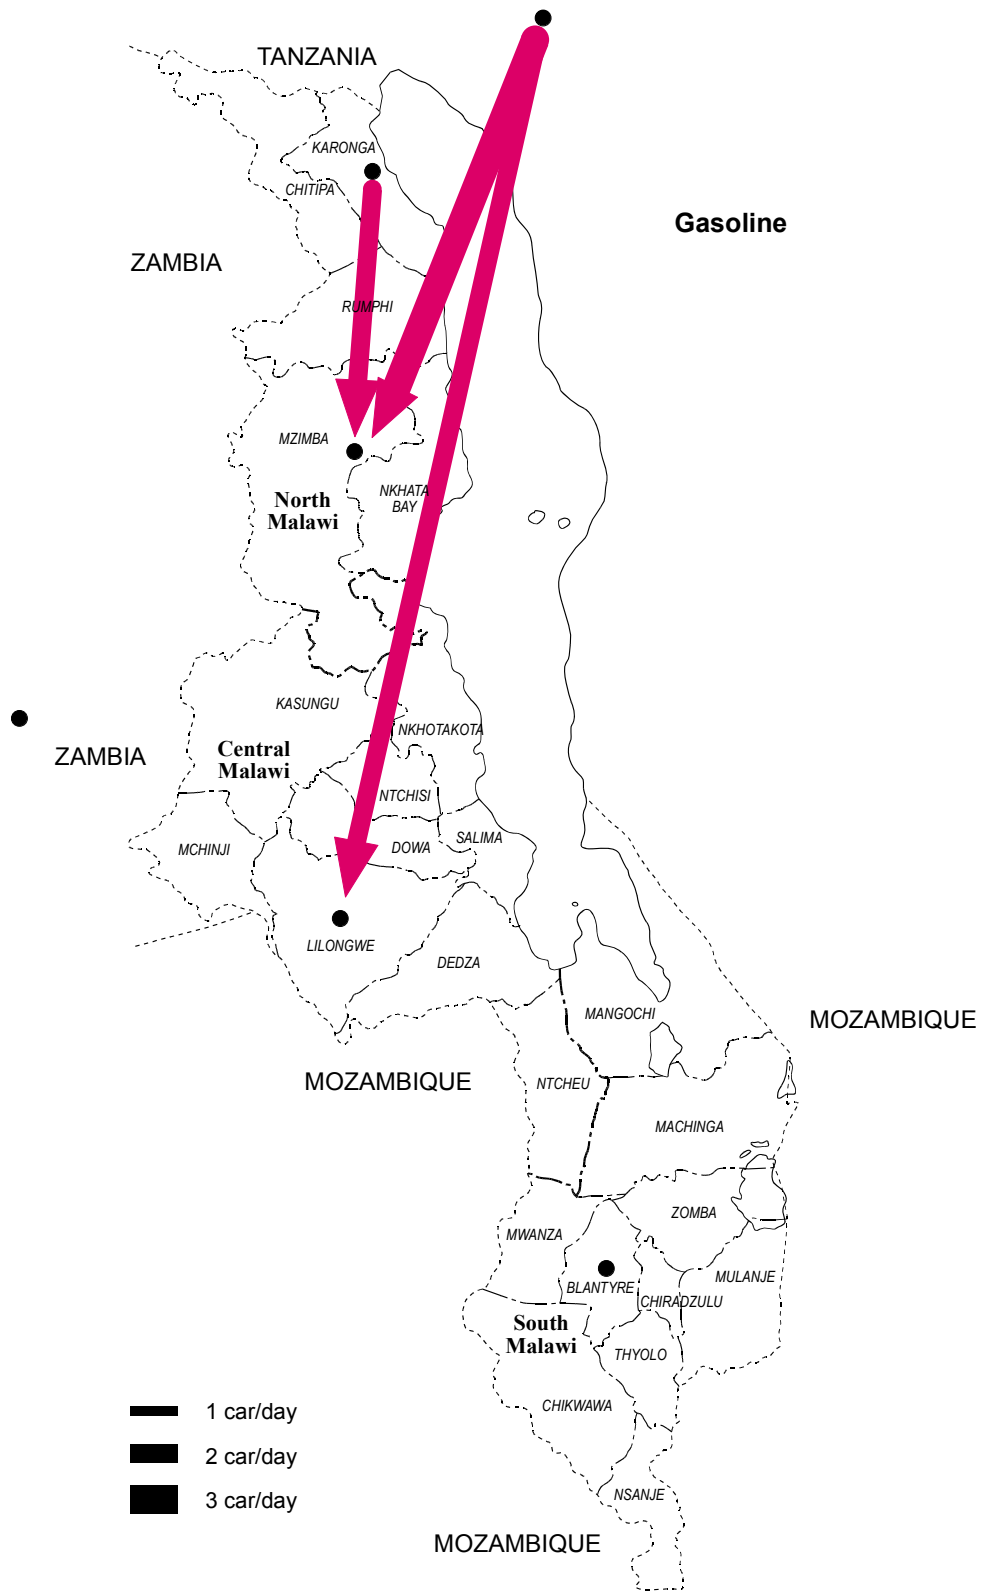 TANZANIA
KARONGA
CHITIPA
Gasoline
ZAMBIA
RUMPHI
MZIMBA
NKHATA
BAY
North
Malawi
KASUNGU
NKHOTAKOTA
ZAMBIA
Central
Malawi
NTCHISI
MCHINJI
DOWA
SALIMA
LILONGWE
DEDZA
MANGOCHI
MOZAMBIQUE
MOZAMBIQUE
NTCHEU
MACHINGA
ZOMBA
MWANZA
MULANJE
BLANTYRE
CHIRADZULU
South
Malawi
THYOLO
CHIKWAWA
1 car/day
2 car/day
3 car/day
NSANJE
MOZAMBIQUE